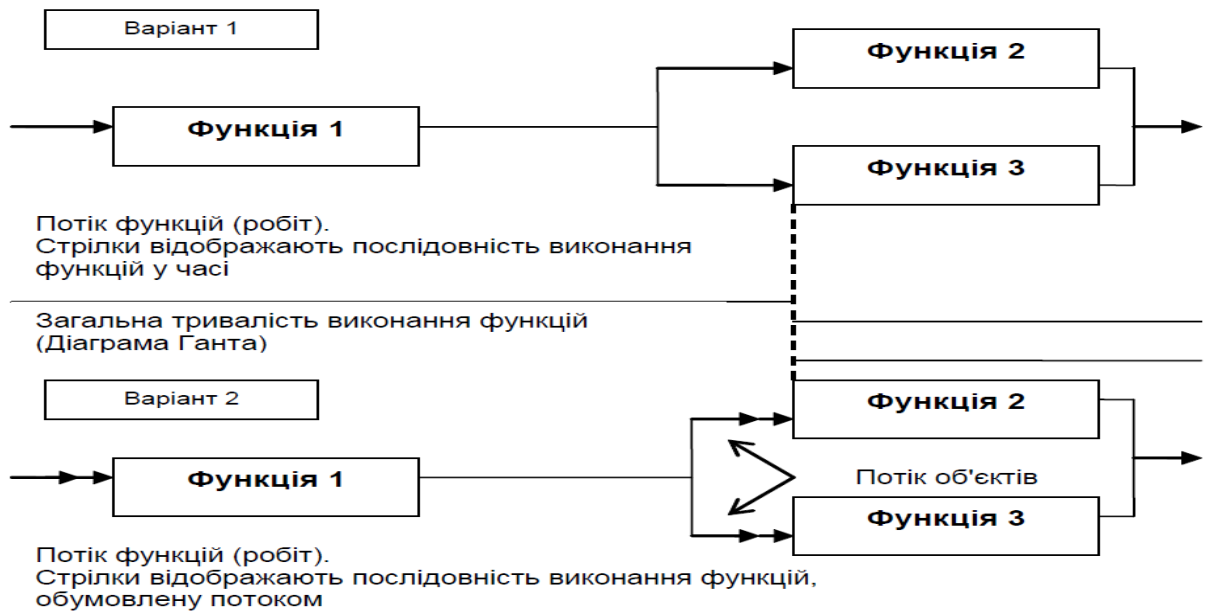 Варіант 1
Функція 2
Функція 1
Функція 3
Потік функцій (робіт).
Стрілки відображають послідовність виконання
функцій у часі
Загальна тривалість виконання функцій
(Діаграма Ганта)
Варіант 2
Функція 2
Функція 1
Потік об'єктів
Функція 3
Потік функцій (робіт).
Стрілки відображають послідовність виконання функцій,
обумовлену потоком